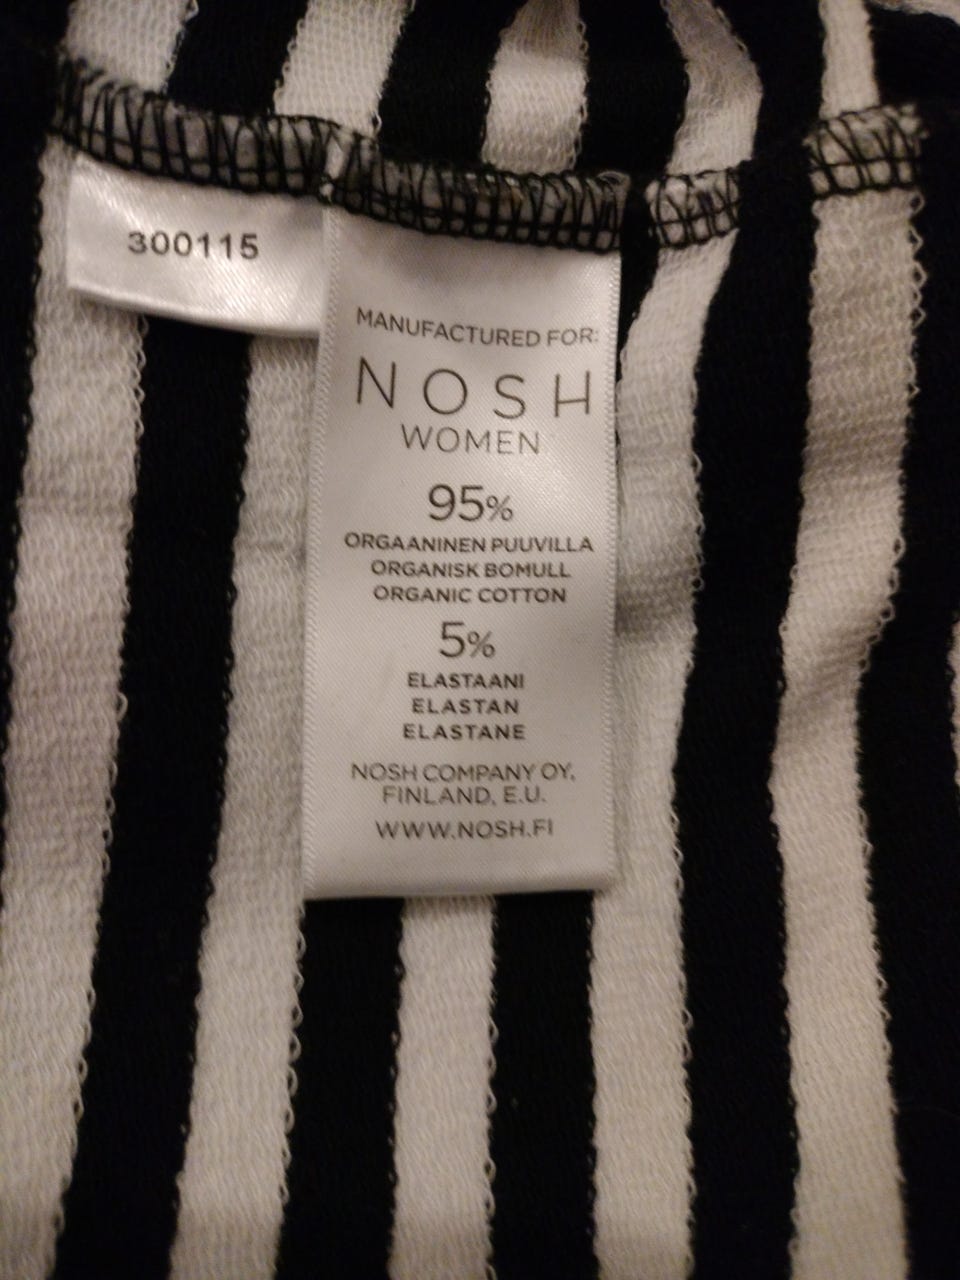 300115
MANUFACTURED FOR:
NOSH
WOMEN
95%
ORGAANINEN PUUVILLA
ORGANISK BOMULL
ORGANIC COTTON
5%
ELASTAANI
ELASTAN
ELASTANE
NOSH COMPANY OY,
FINLAND, E.U.
WWW.NOSH.FI